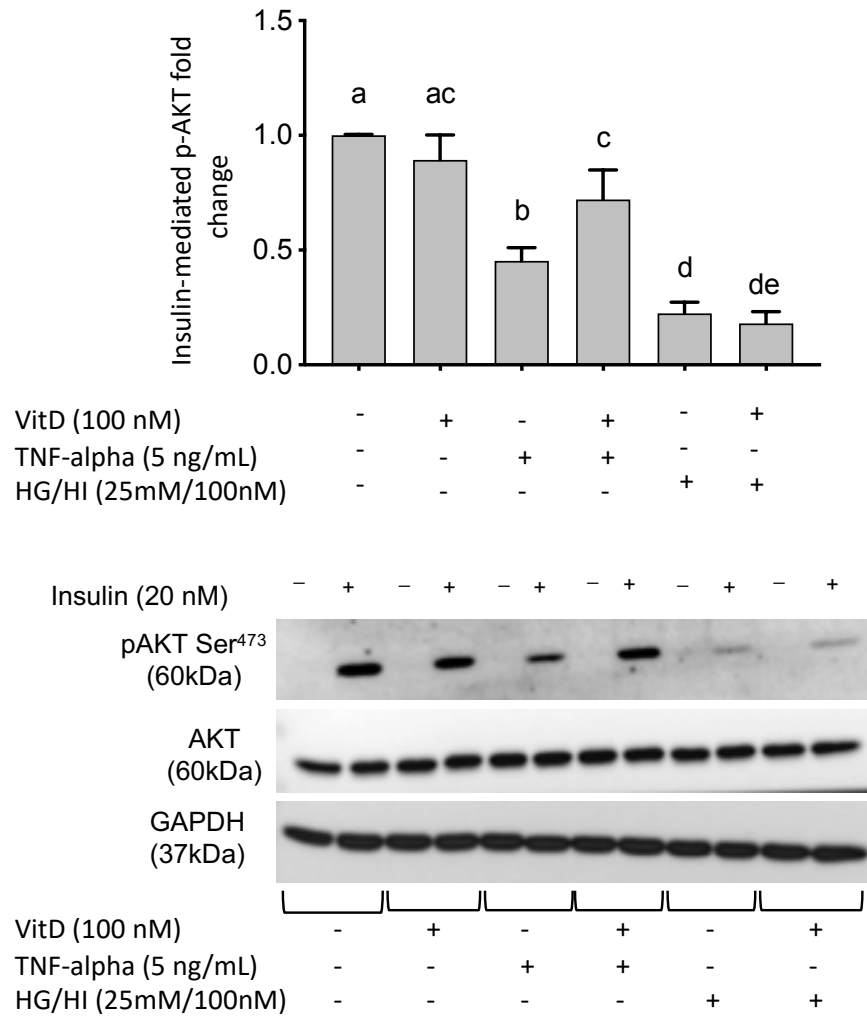 Insulin-mediated p-AKT fold
change
1.5
1.0
0.5
0.0
a
ac
b
c
d
de
VitD (100 nM) - + - + - +
TNF-alpha (5 ng/mL) - - + + - -
HG/HI (25mM/100nM) - - - - + +
Insulin (20 nM) – + – + – + – + – + – +
pAKT Ser473
(60kDa)
AKT
(60kDa)
GAPDH
(37kDa)
VitD (100 nM) - + - + - +
TNF-alpha (5 ng/mL) - - + + - -
HG/HI (25mM/100nM) - - - - + +